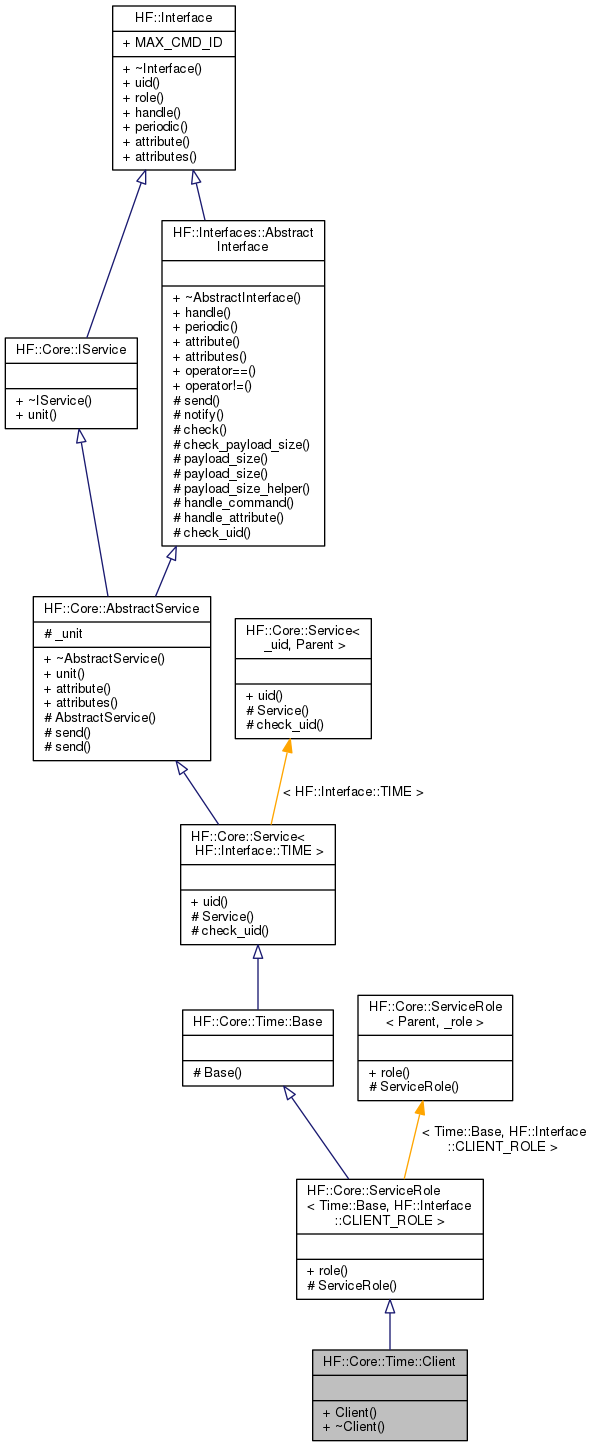 HF::Interface
+ MAX_CMD_ID
+ ~Interface()
+ uid()
+ role()
+ handle()
+ periodic()
+ attribute()
+ attributes()
HF::Interfaces::Abstract
Interface
+ ~AbstractInterface()
+ handle()
+ periodic()
+ attribute()
+ attributes()
+ operator==()
+ operator!=()
# send()
# notify()
# check()
# check_payload_size()
# payload_size()
# payload_size()
# payload_size_helper()
# handle_command()
# handle_attribute()
# check_uid()
HF::Core::IService
+ ~IService()
+ unit()
HF::Core::AbstractService
# _unit
+ ~AbstractService()
+ unit()
+ attribute()
+ attributes()
# AbstractService()
# send()
# send()
HF::Core::Service<
_uid, Parent >
+ uid()
# Service()
# check_uid()
< HF::Interface::TIME >
HF::Core::Service<
HF::Interface::TIME >
+ uid()
# Service()
# check_uid()
HF::Core::Time::Base
# Base()
HF::Core::ServiceRole
< Parent, _role >
+ role()
# ServiceRole()
< Time::Base, HF::Interface
::CLIENT_ROLE >
HF::Core::ServiceRole
< Time::Base, HF::Interface
::CLIENT_ROLE >
+ role()
# ServiceRole()
HF::Core::Time::Client
+ Client()
+ ~Client()